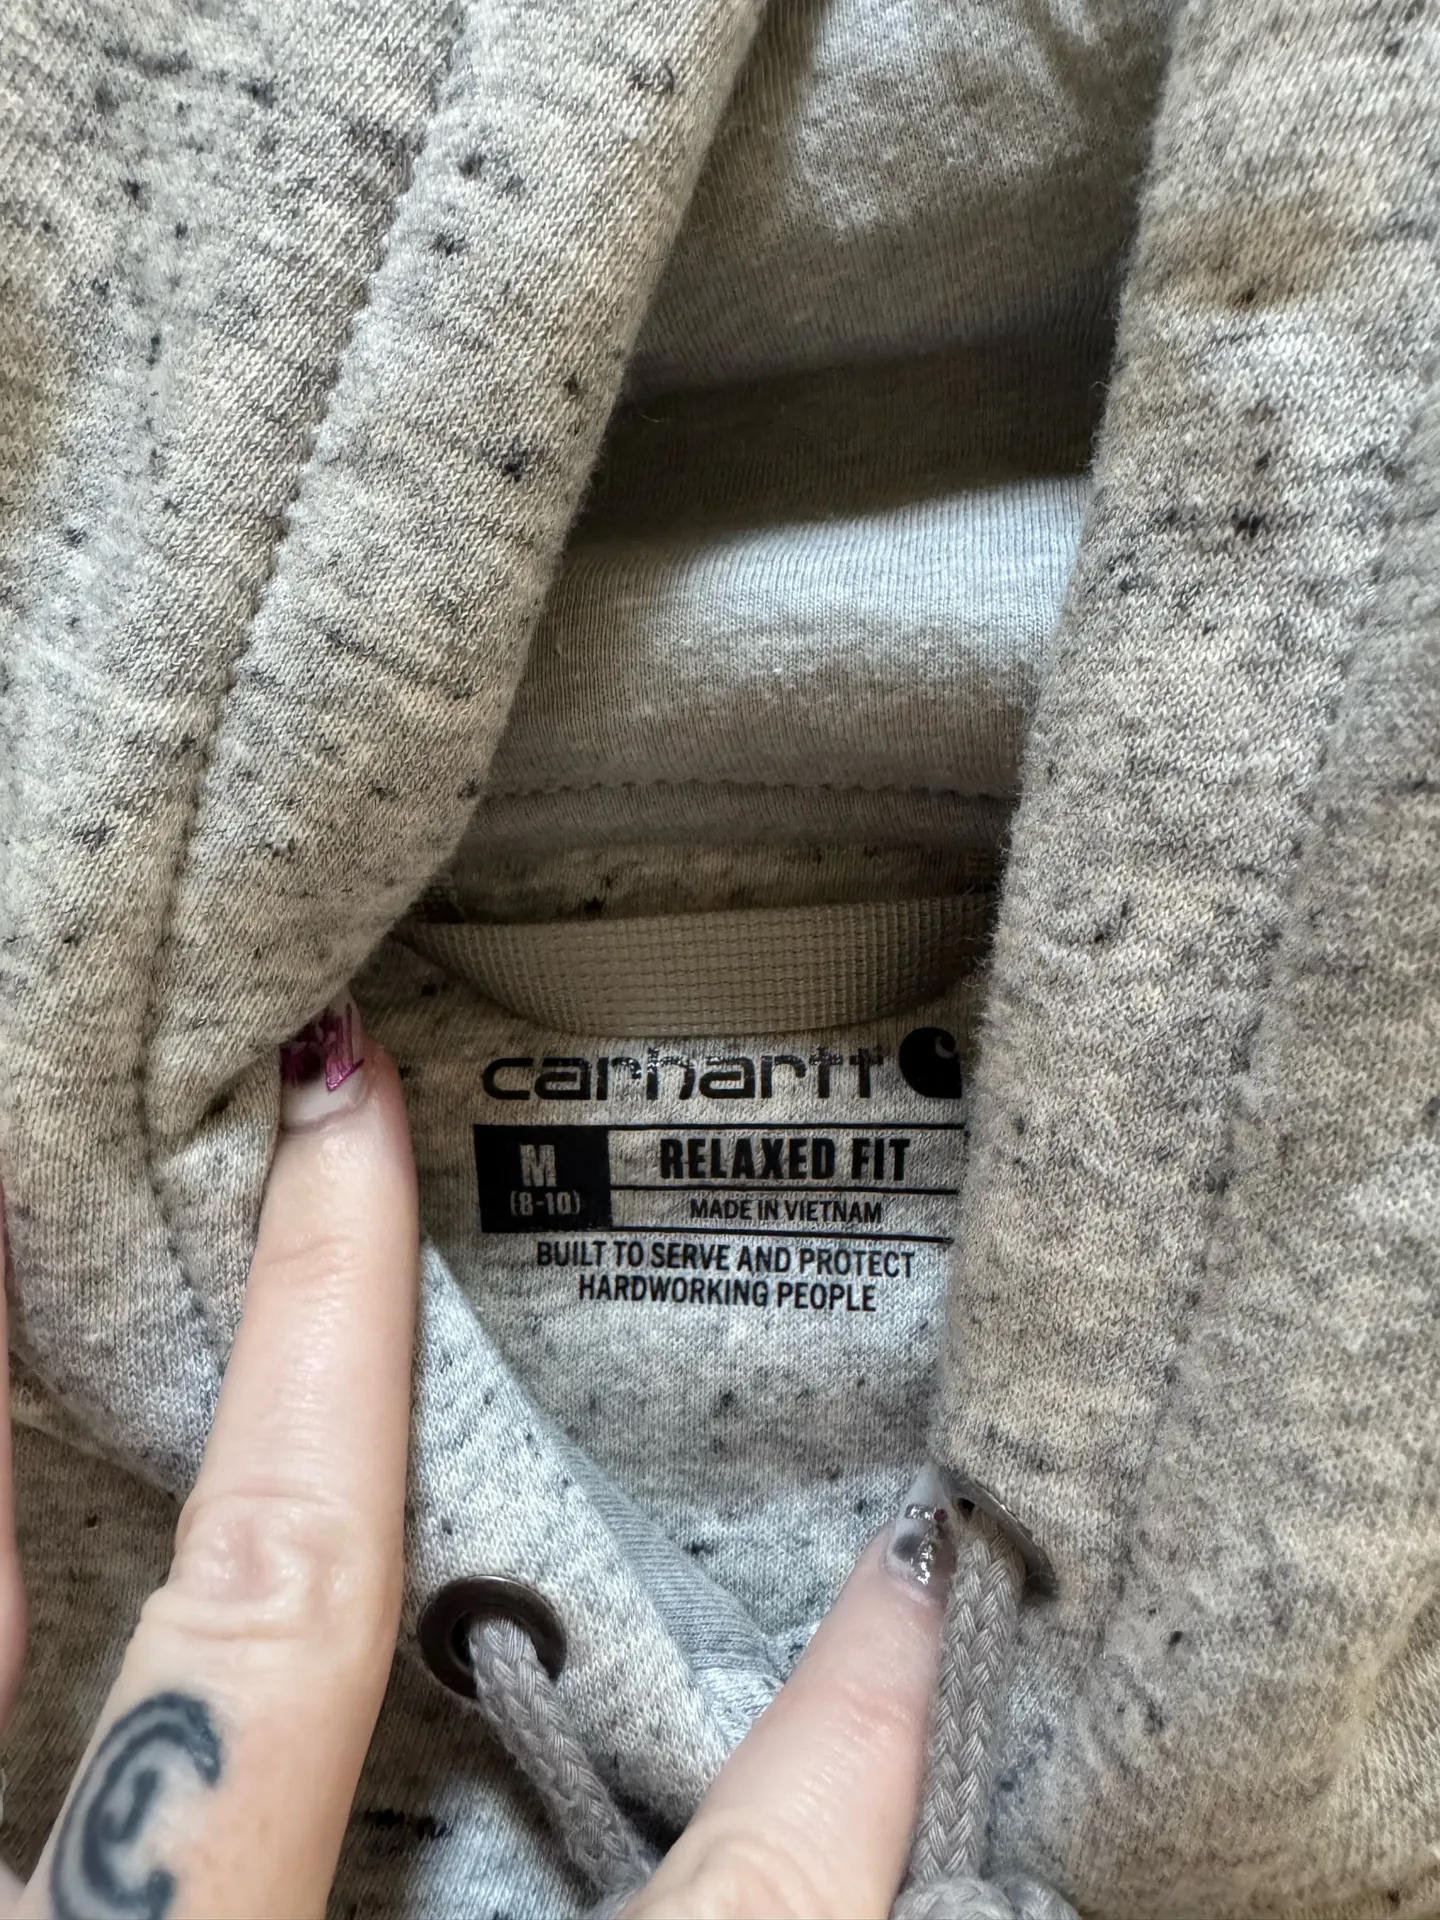 carhartt
M
(8-10)
RELAXED FIT
MADE IN VIETNAM
BUILT TO SERVE AND PROTECT
HARDWORKING PEOPLE